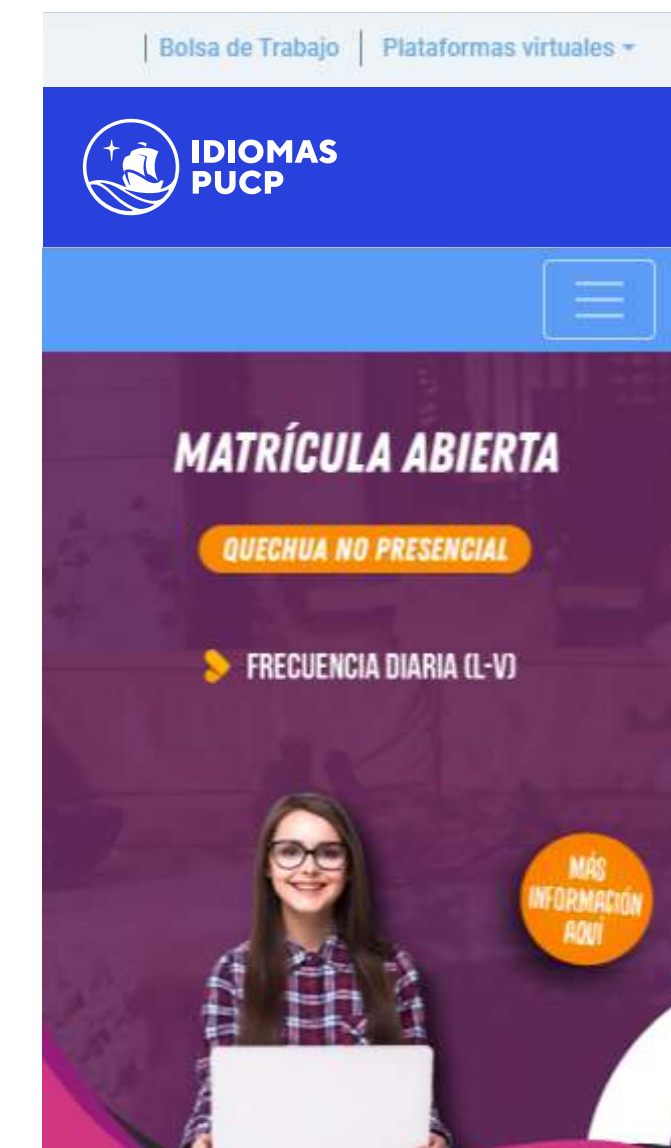 Bolsa de Trabajo | Plataformas virtuales
IDIOMAS
PUCP
MATRÍCULA ABIERTA
QUECHUA NO PRESENCIAL
FRECUENCIA DIARIA (L-V)
MÁS
INFORMACIÓN
AQUÍ